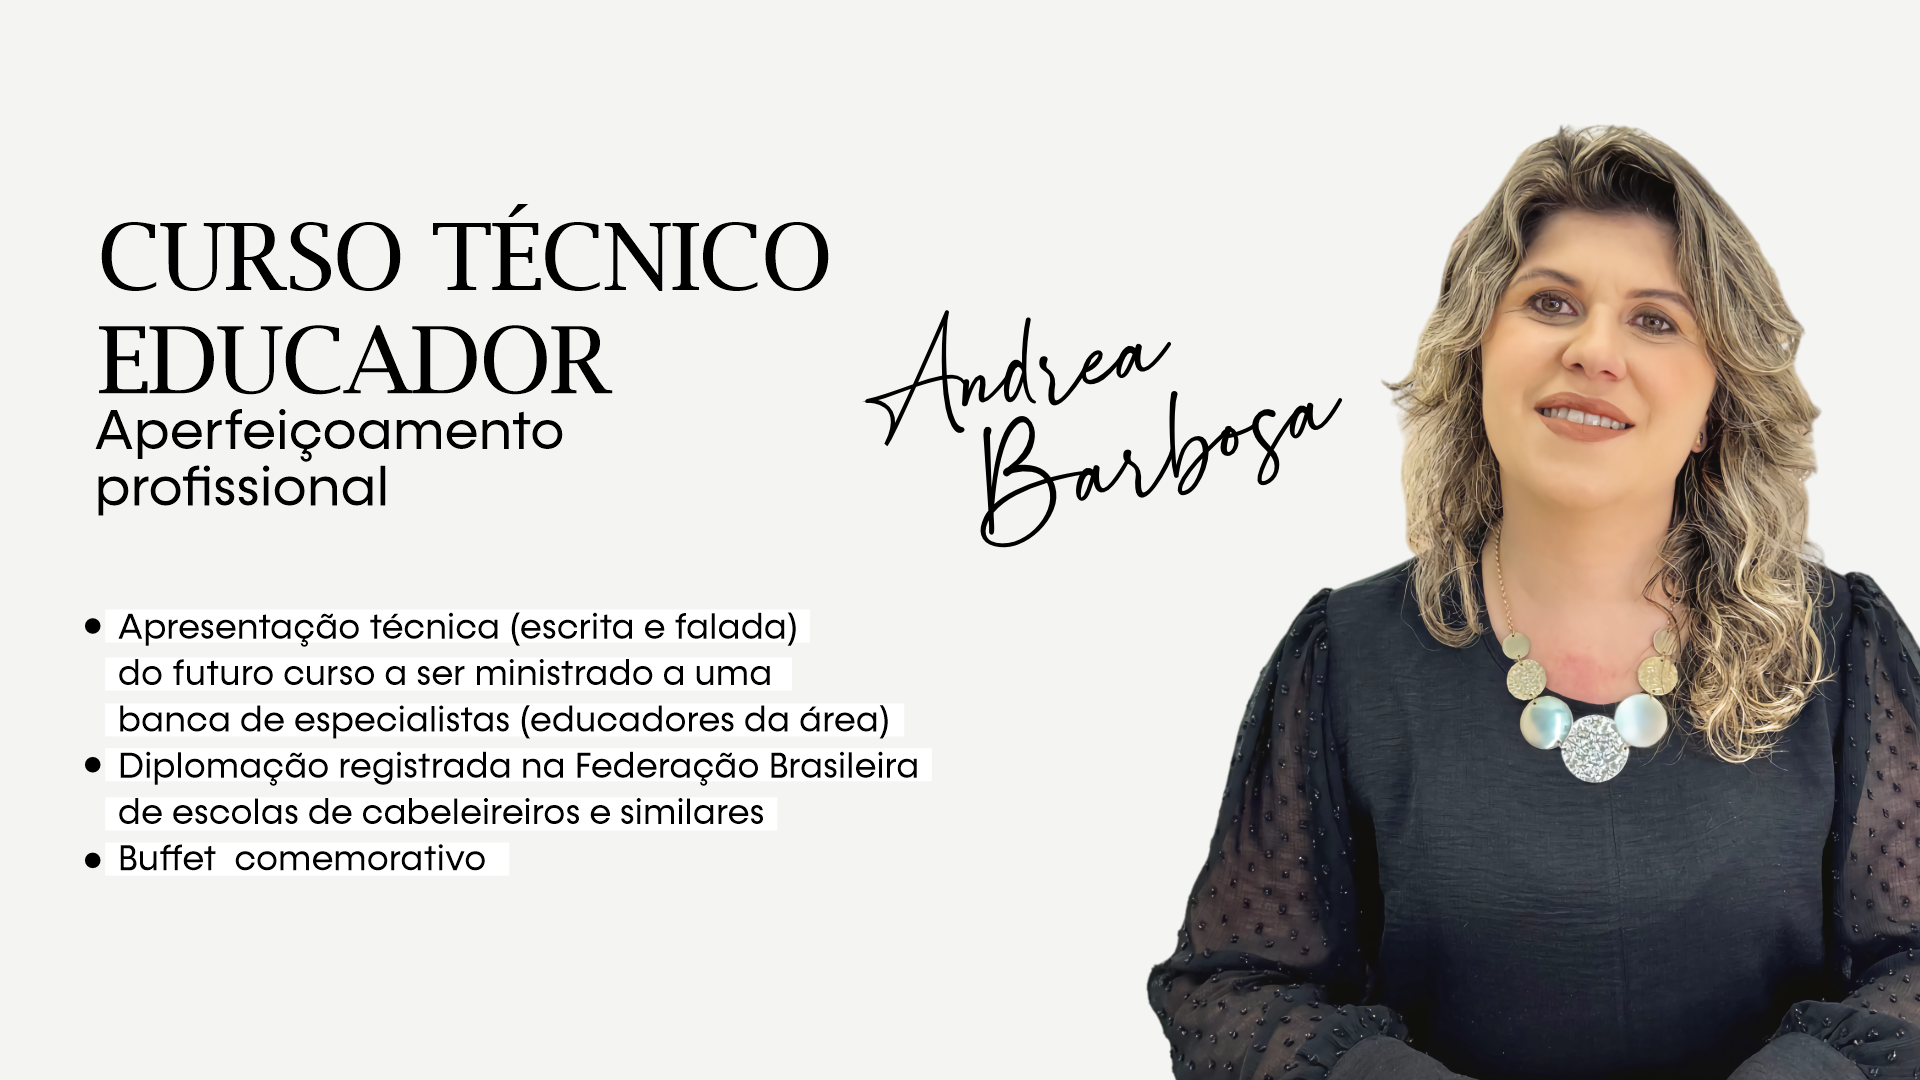 CURSO TÉCNICO
EDUCADOR
Aperfeiçoamento
profissional
Andrea
Barbosa
• Apresentação técnica (escrita e falada)
do futuro curso a ser ministrado a uma
banca de especialistas (educadores da área)
• Diplomação registrada na Federação Brasileira
de escolas de cabeleireiros e similares
• Buffet comemorativo